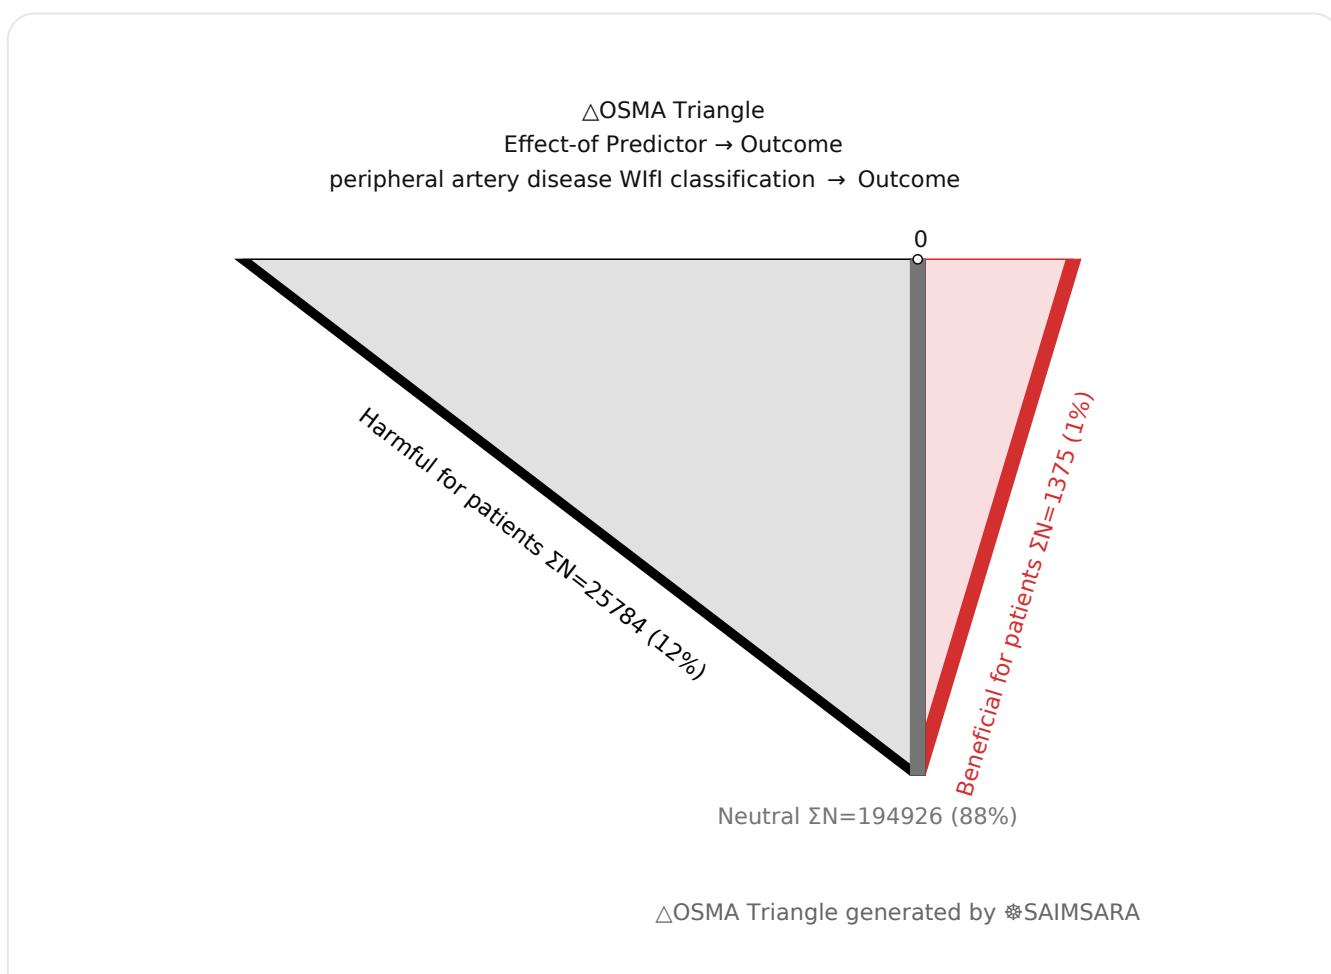 △OSMA Triangle
Effect-of Predictor → Outcome
peripheral artery disease WIfI classification → Outcome
0
Harmful for patients ΣN=25784 (12%)
Beneficial for patients ΣN=1375 (1%)
Neutral ΣN=194926 (88%)
△OSMA Triangle generated by ☸SAIMSARA